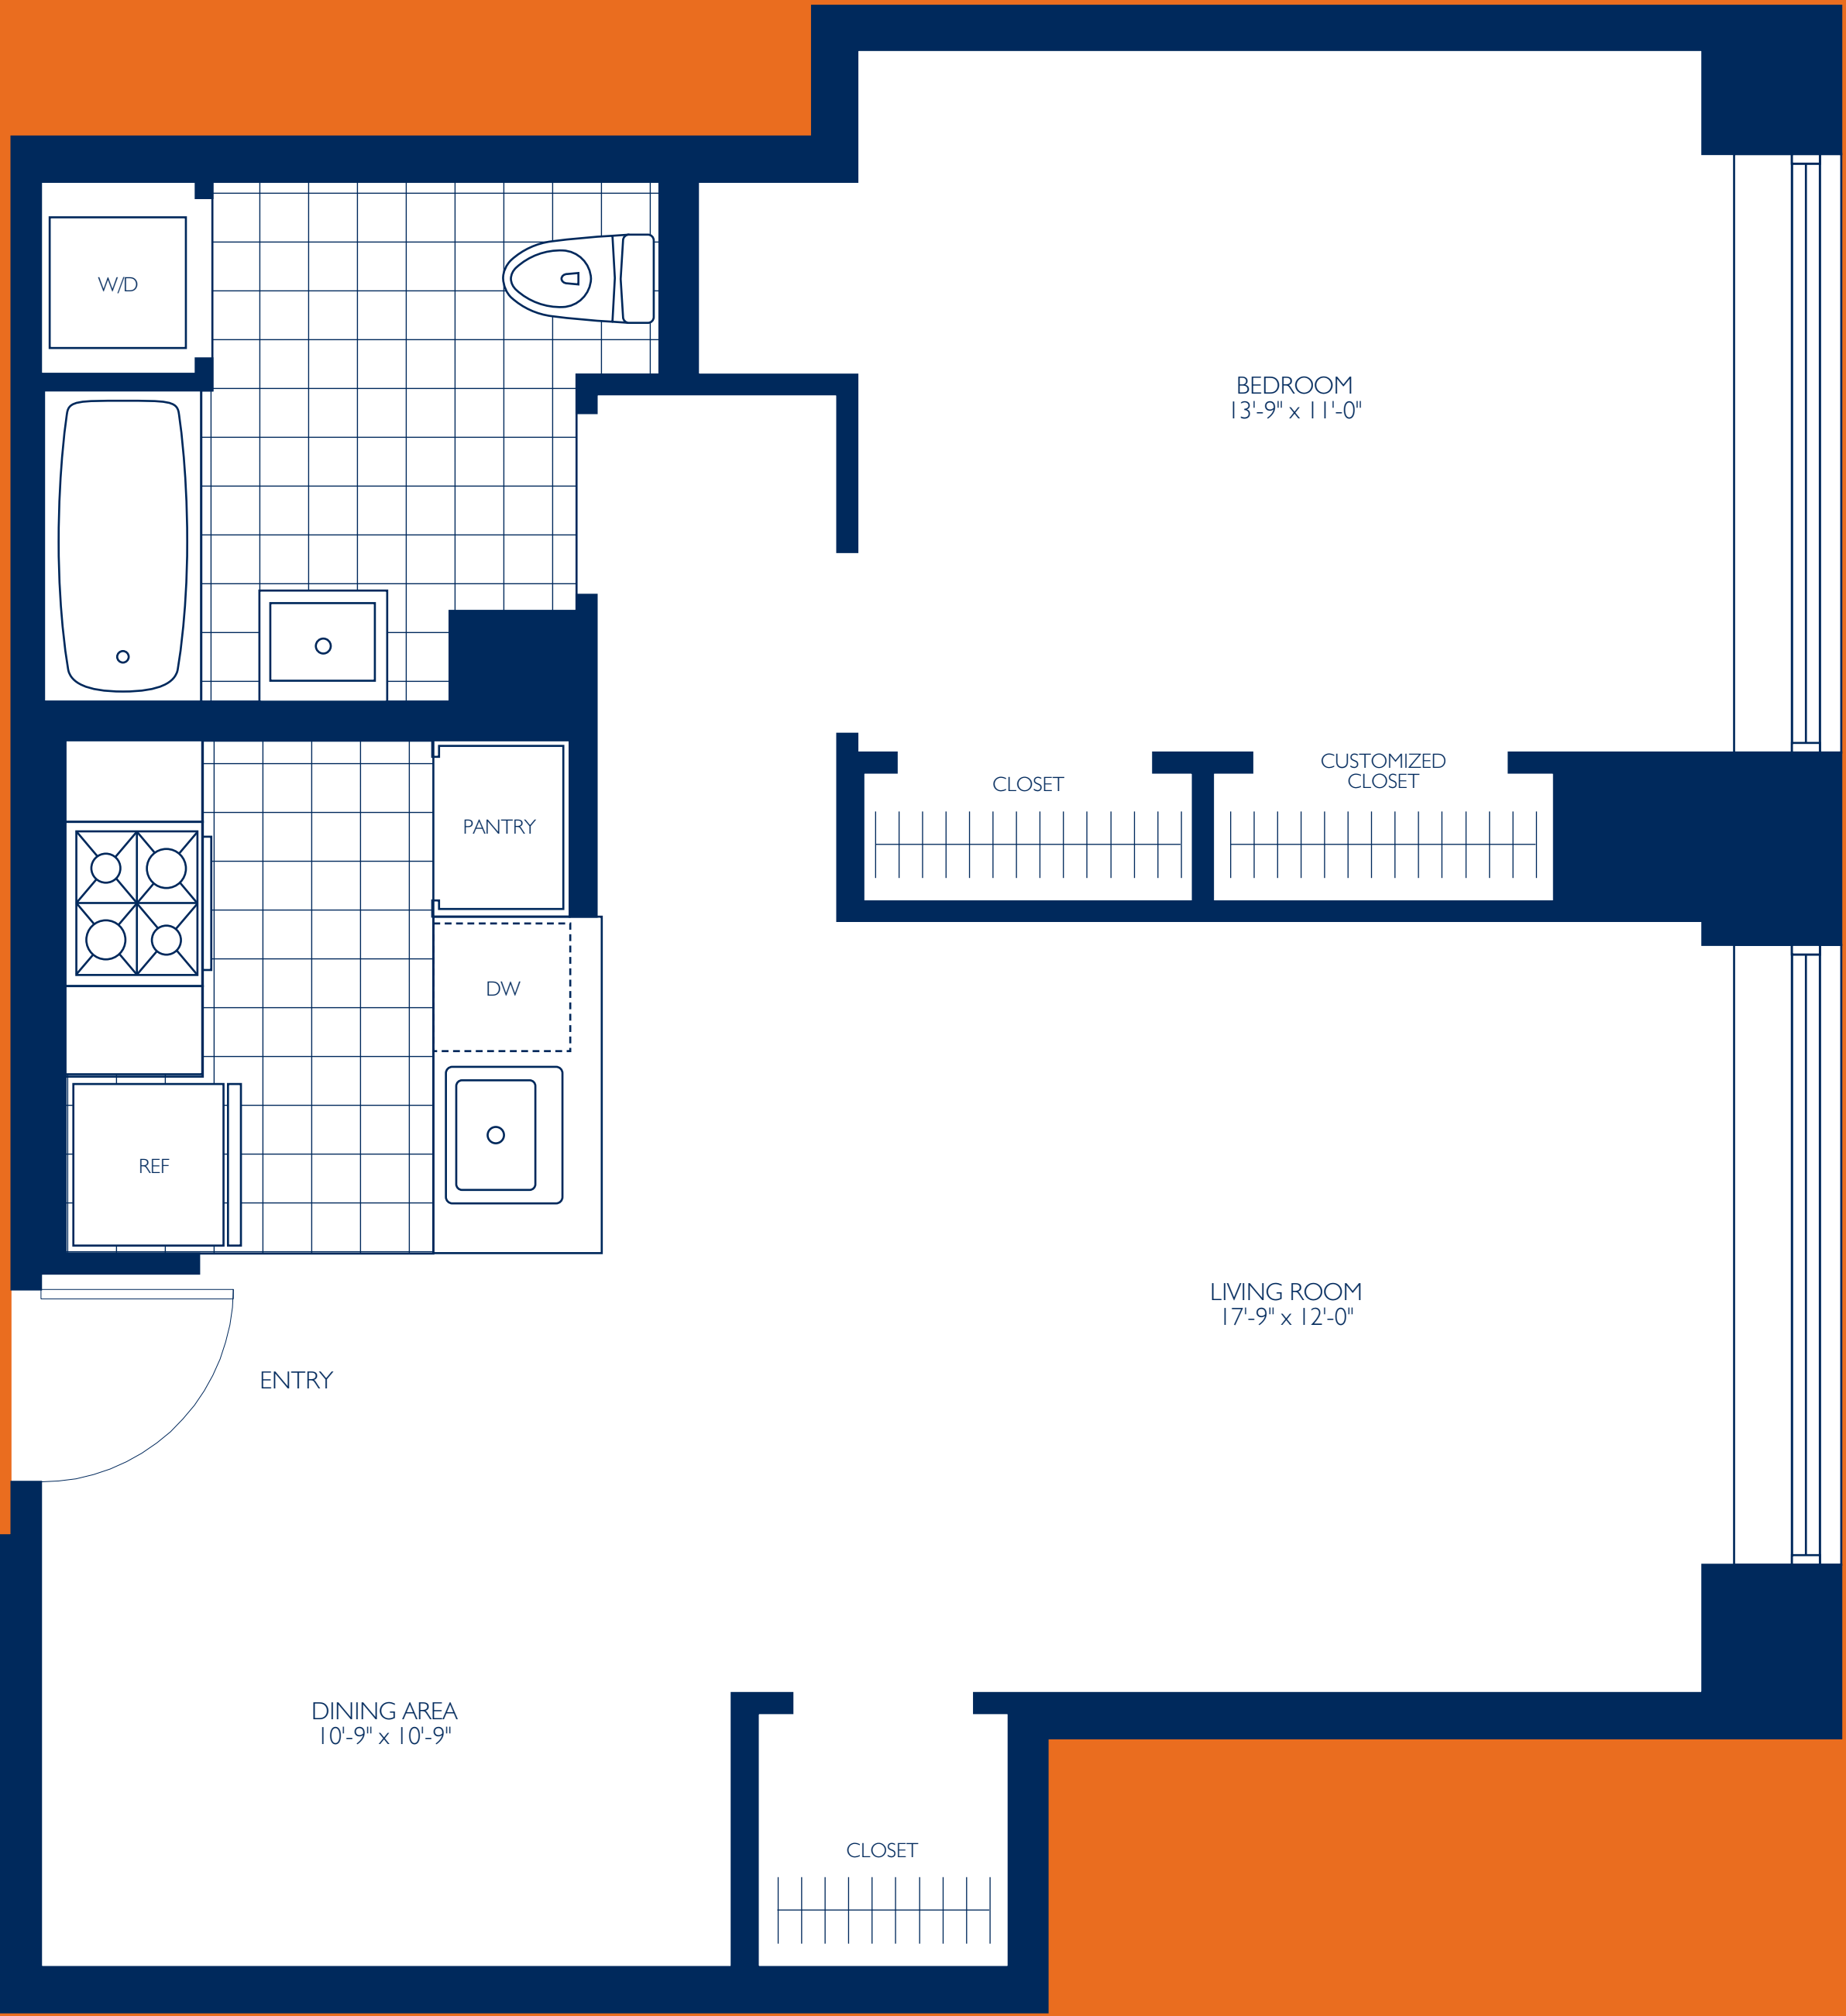 W/D
BEDROOM
13'-9" x 11'-0"
CLOSET
CUSTOMIZED
CLOSET
PANTRY
DW
REF
LIVING ROOM
17'-9" x 12'-0"
ENTRY
DINING AREA
10'-9" x 10'-9"
CLOSET